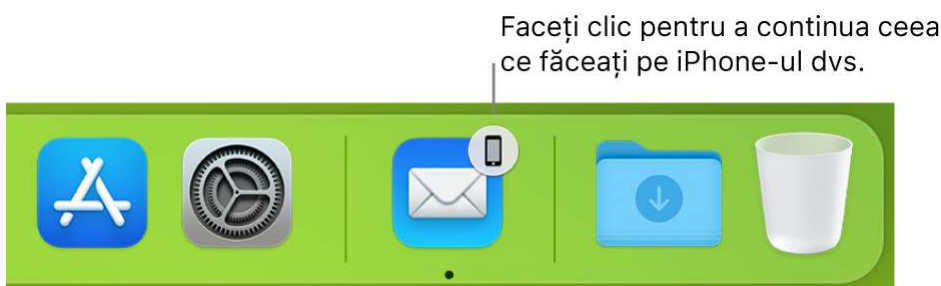 Faceți clic pentru a continua ceea
ce făceați pe iPhone-ul dvs.